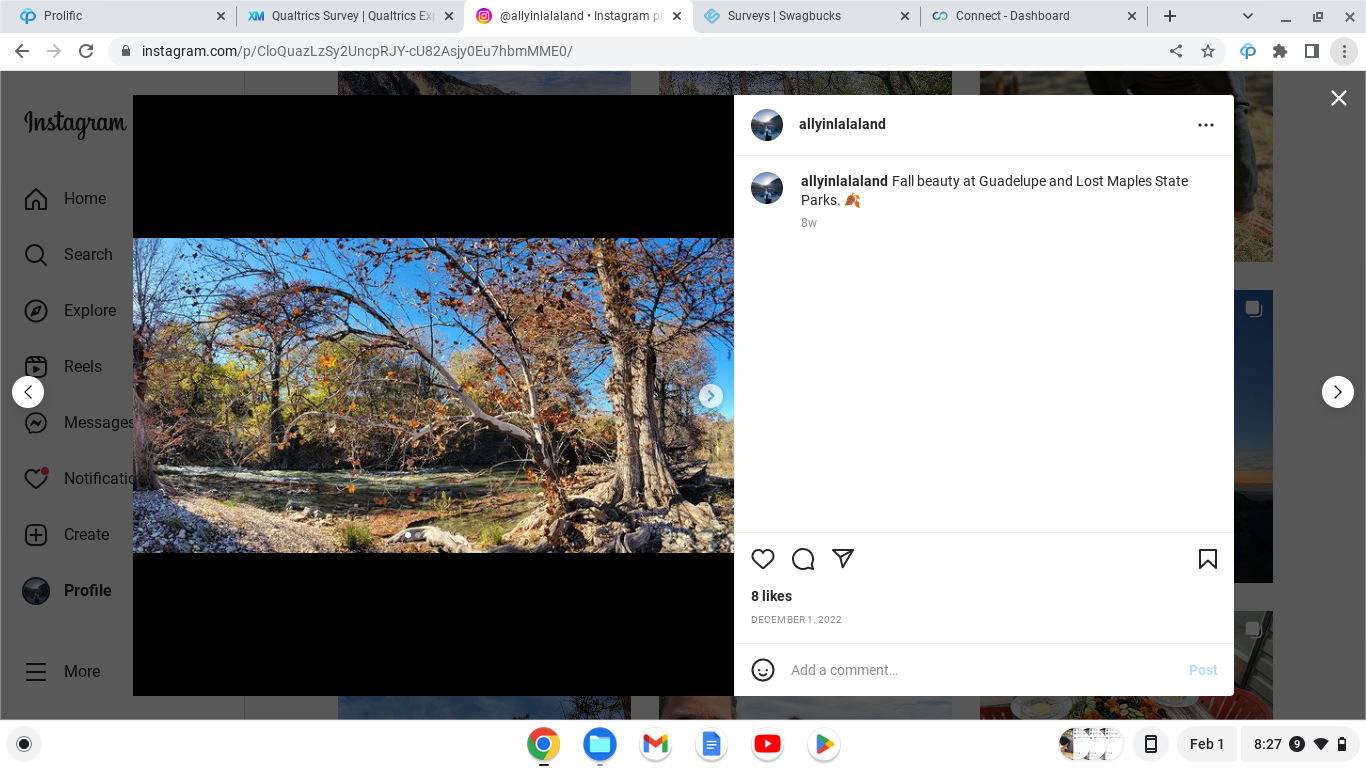 Prolific
Qualtrics Survey | Qualtrics Exp
@allyinlalaland • Instagram ph
Surveys | Swagbucks
Connect - Dashboard
instagram.com/p/CloQuazLzSy2UncpRJY-cU82Asjy0Eu7hbmMME0/
Instagram
Home
Search
Explore
Reels
Messages
Notificatio
Create
Profile
More
allyinlalaland
allyinlalaland Fall beauty at Guadelupe and Lost Maples State
Parks. 🍂
8w
8 likes
DECEMBER 1, 2022
Add a comment…
Post
Feb 1
8:27
9